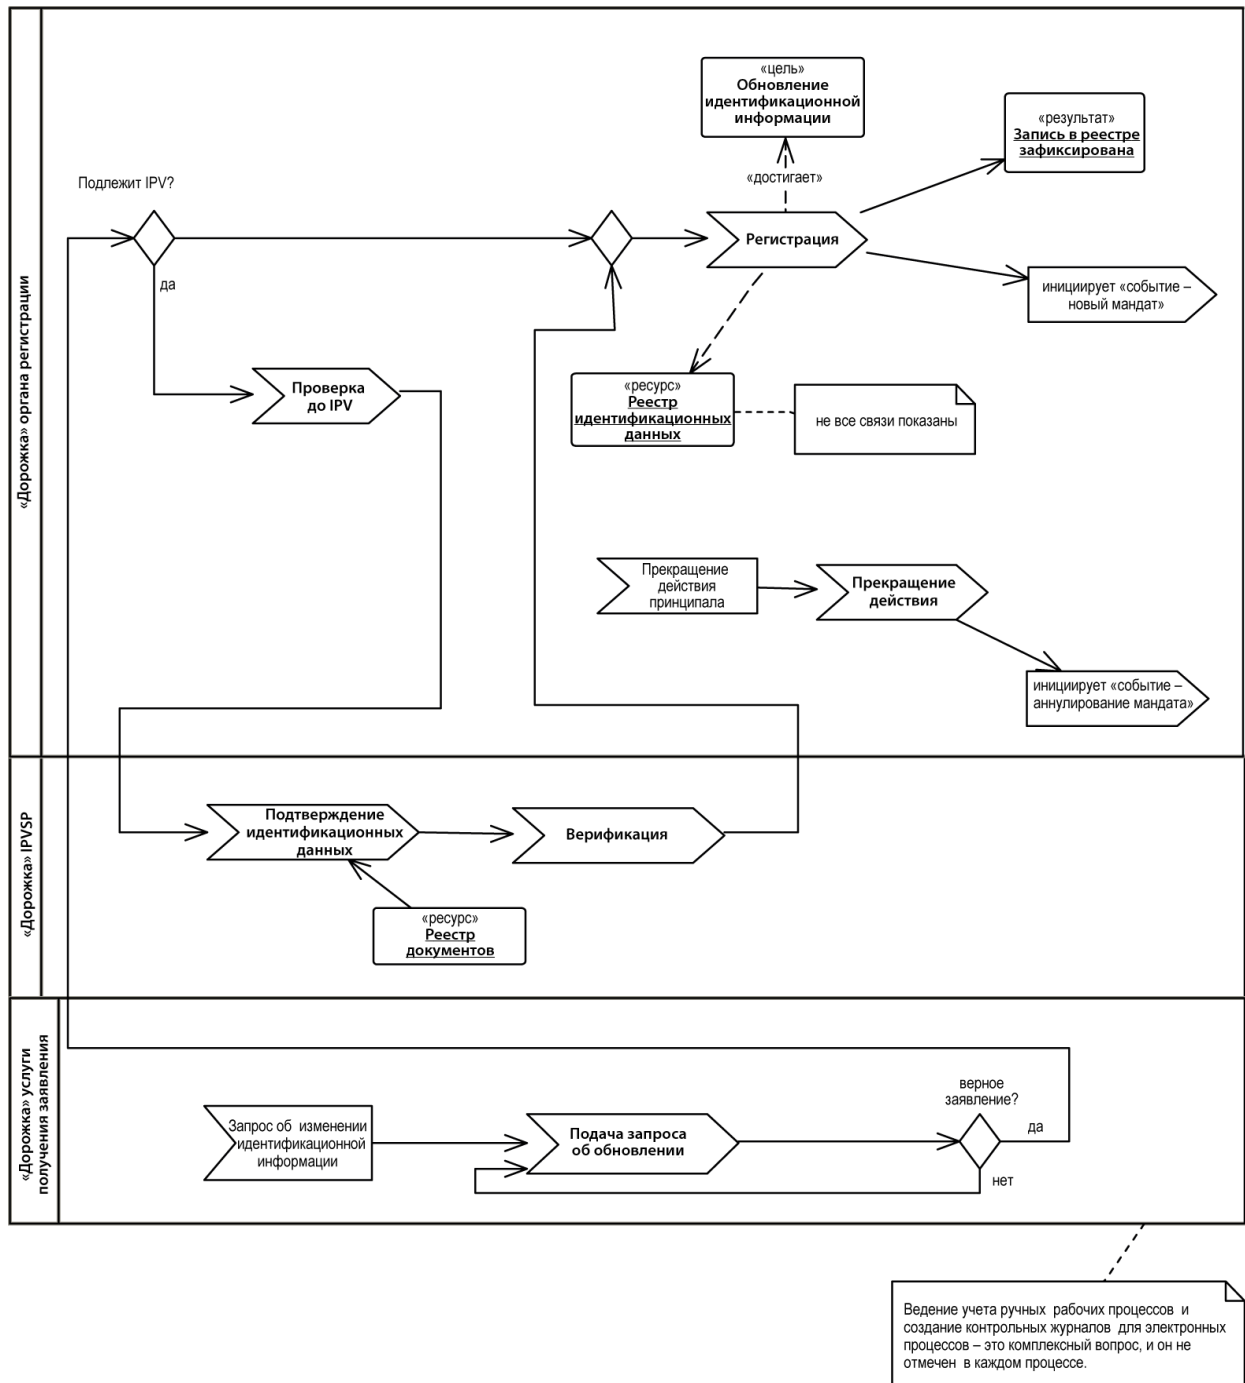 «Дорожка» органа регистрации
«цель»
Обновление
идентификационной
информации
«результат»
Запись в реестре
зафиксирована
«достигает»
Подлежит IPV?
Регистрация
да
инициирует «событие –
новый мандат»
Проверка
до IPV
«ресурс»
Реестр
идентификационных
данных
не все связи показаны
Прекращение
действия
принципала
Прекращение
действия
инициирует «событие –
аннулирование мандата»
«Дорожка» IPVSP
Подтверждение
идентификационных
данных
Верификация
«ресурс»
Реестр
документов
«Дорожка» услуги
получения заявления
Запрос об изменении
идентификационной
информации
Подача запроса
об обновлении
верное
заявление?
да
нет
Ведение учета ручных рабочих процессов и
создание контрольных журналов для электронных
процессов – это комплексный вопрос, и он не
отмечен в каждом процессе.